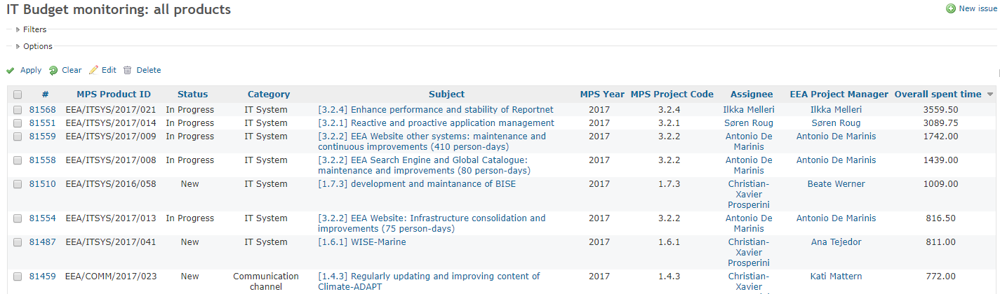 IT Budget monitoring: all products
New issue
Filters
Options
Apply Clear Edit Delete
# MPS Product ID Status Category Subject MPS Year MPS Project Code Assignee EEA Project Manager Overall spent time
81568 EEA/ITSYS/2017/021 In Progress IT System [3.2.4] Enhance performance and stability of Reportnet 2017 3.2.4 Ilkka Melleri Ilkka Melleri 3559.50
81551 EEA/ITSYS/2017/014 In Progress IT System [3.2.1] Reactive and proactive application management 2017 3.2.1 Søren Roug Søren Roug 3089.75
81559 EEA/ITSYS/2017/009 In Progress IT System [3.2.2] EEA Website other systems: maintenance and 2017 3.2.2 Antonio De Antonio De Marinis 1742.00
continuous improvements (410 person-days) Marinis
81558 EEA/ITSYS/2017/008 In Progress IT System [3.2.2] EEA Search Engine and Global Catalogue: 2017 3.2.2 Antonio De Antonio De Marinis 1439.00
maintenance and improvements (80 person-days) Marinis
81510 EEA/ITSYS/2016/058 New IT System [1.7.3] development and maintanance of BISE 2017 1.7.3 Christian- Beate Werner 1009.00
Xavier
Prosperini
81554 EEA/ITSYS/2017/013 In Progress IT System [3.2.2] EEA Website: Infrastructure consolidation and 2017 3.2.2 Antonio De Antonio De Marinis 816.50
improvements (75 person-days) Marinis
81487 EEA/ITSYS/2017/041 New IT System [1.6.1] WISE-Marine 2017 1.6.1 Christian- Ana Tejedor 811.00
Xavier
Prosperini
81459 EEA/COMM/2017/023 New Communication [1.4.3] Regularly updating and improving content of 2017 1.4.3 Christian- Kati Mattern 772.00
channel Climate-ADAPT Xavier